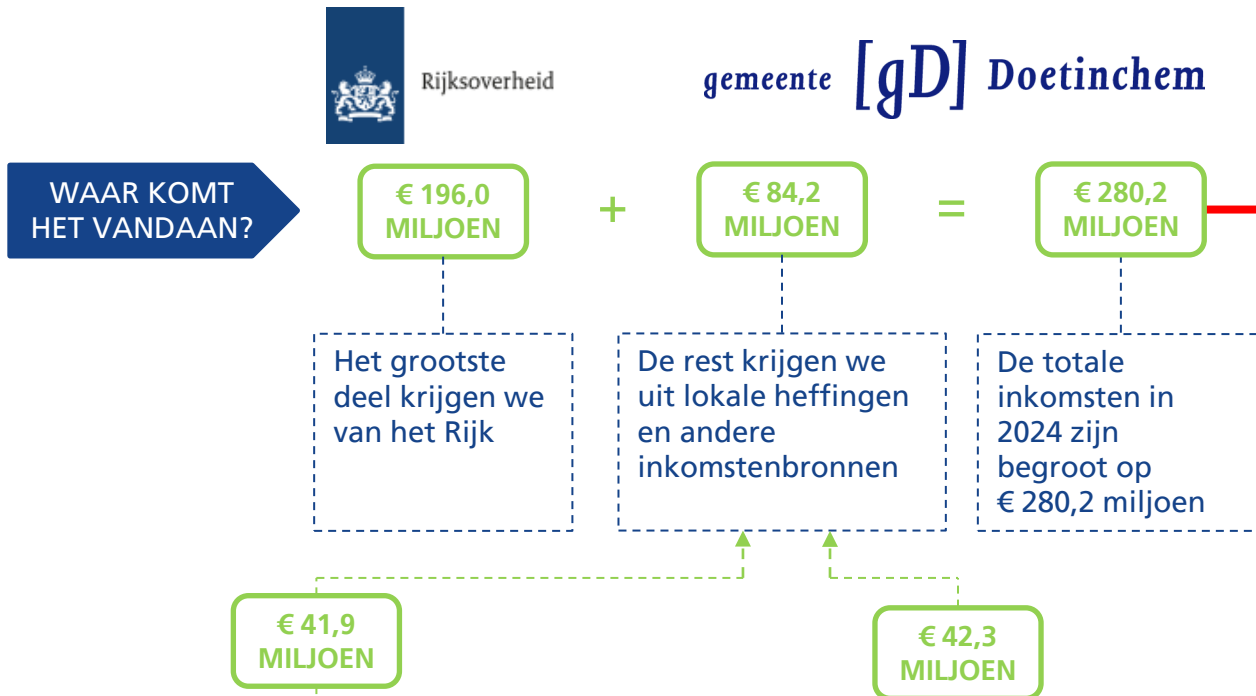 Rijksoverheid
gemeente [gD] Doetinchem
WAAR KOMT
HET VANDAAN?
€ 196,0
MILJOEN
+
€ 84,2
MILJOEN
=
€ 280,2
MILJOEN
Het grootste
deel krijgen we
van het Rijk
De rest krijgen we
uit lokale heffingen
en andere
inkomstenbronnen
De totale
inkomsten in
2024 zijn
begroot op
€ 280,2 miljoen
€ 41,9
MILJOEN
€ 42,3
MILJOEN